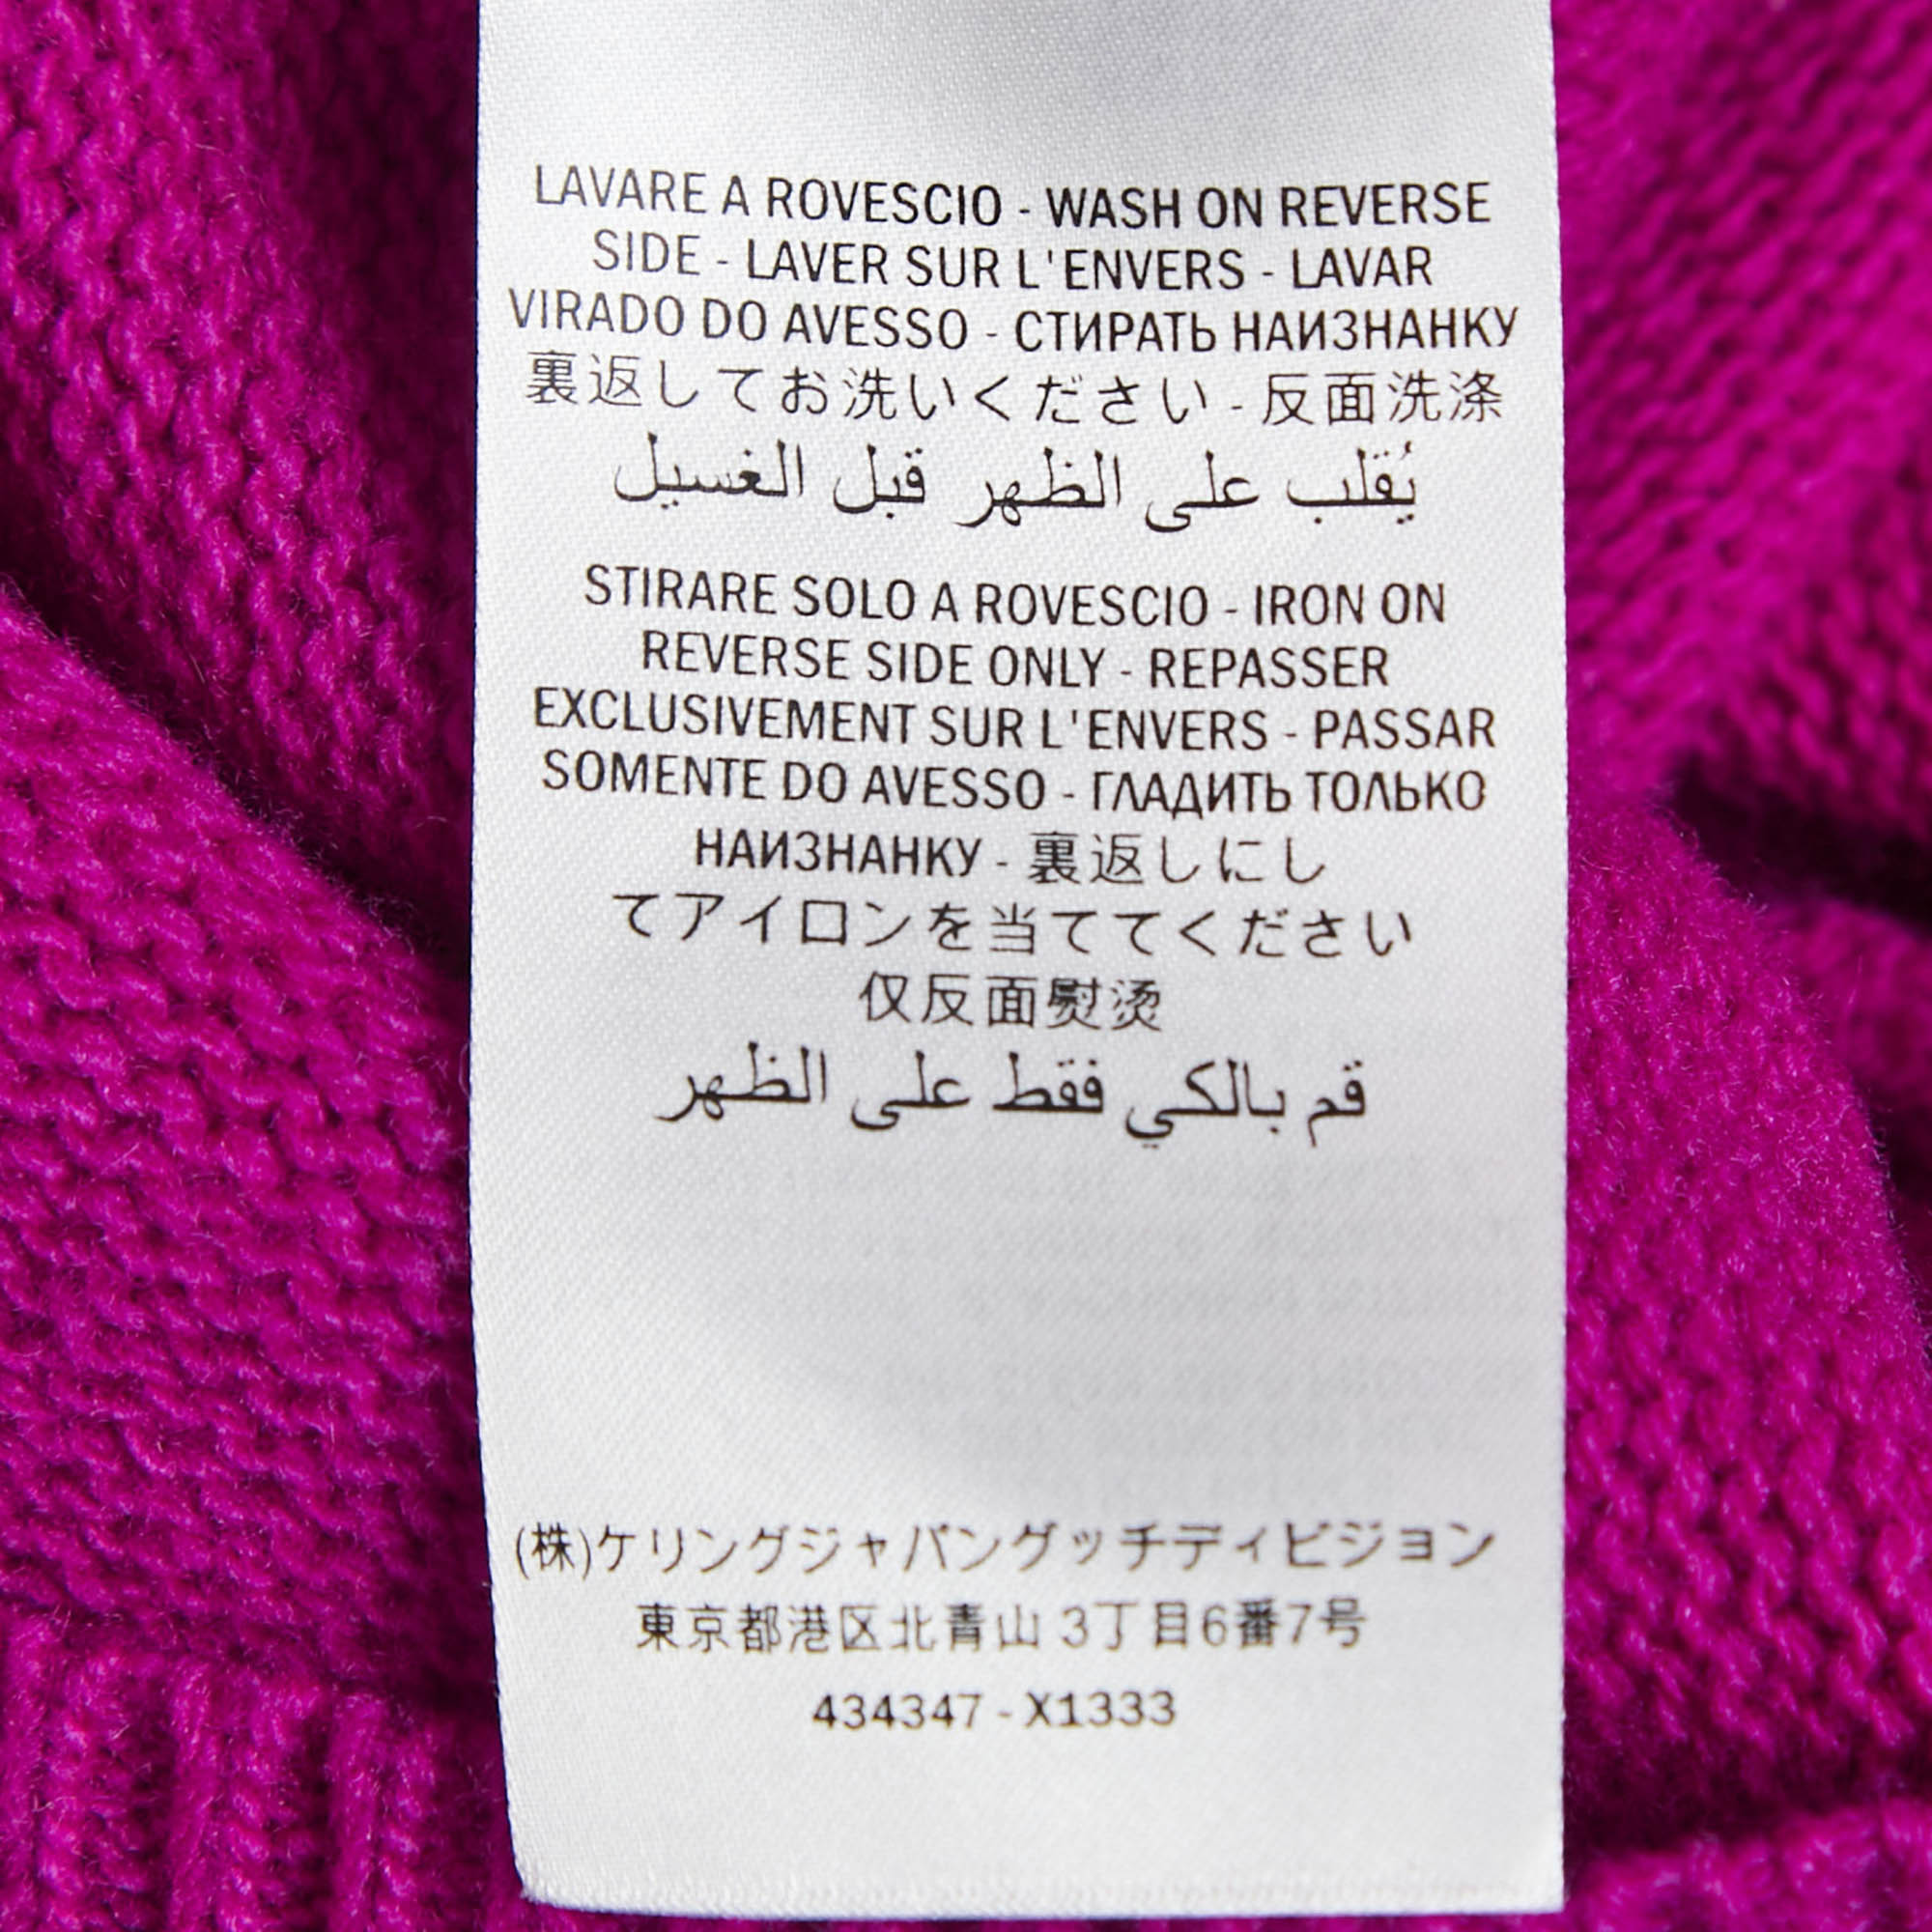 LAVARE A ROVESCIO - WASH ON REVERSE
SIDE - LAVER SUR L'ENVERS - LAVAR
VIRADO DO AVESSO - СТИРАТЬ НАИЗНАНКУ
裏返してお洗いください - 反面洗涤
يُقلب على الظهر قبل الغسيل
STIRARE SOLO A ROVESCIO - IRON ON
REVERSE SIDE ONLY - REPASSER
EXCLUSIVEMENT SUR L'ENVERS - PASSAR
SOMENTE DO AVESSO - ГЛАДИТЬ ТОЛЬКО
НАИЗНАНКУ - 裏返しにし
てアイロンを当ててください
仅反面熨烫
قم بالكي فقط على الظهر
(株)ケリングジャパングッチディビジョン
東京都港区北青山 3丁目6番7号
434347 - X1333